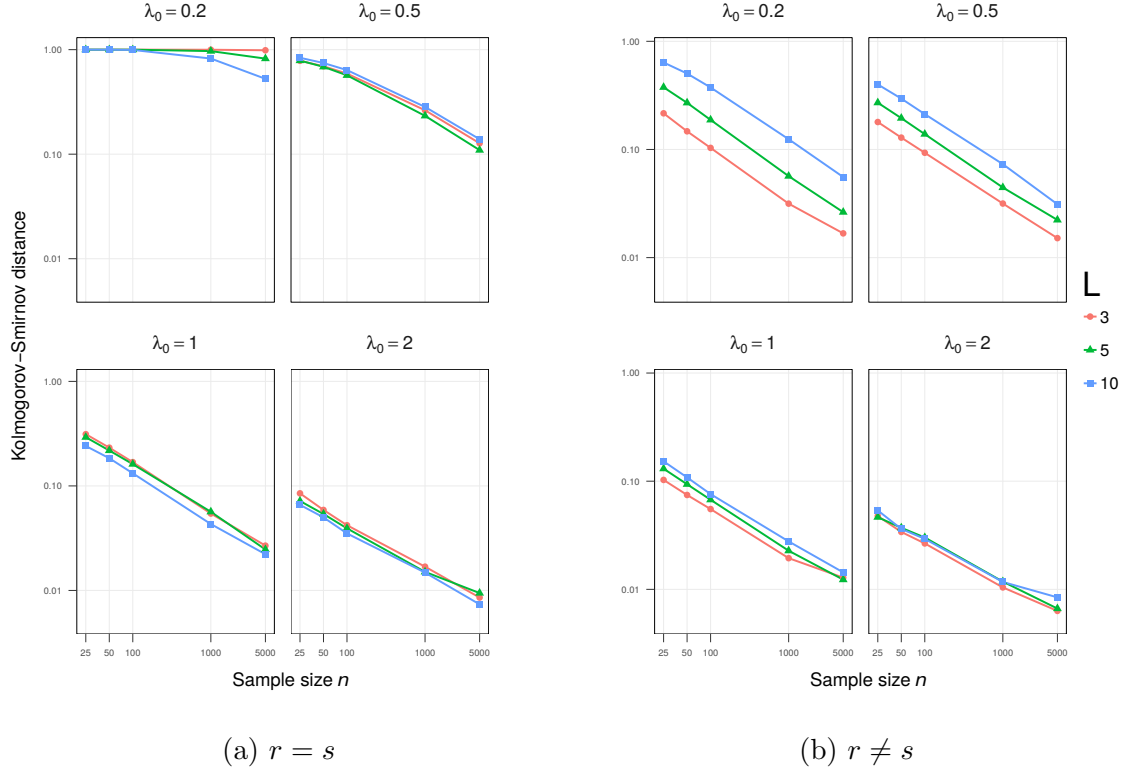 λ₀ = 0.2
λ₀ = 0.5
1.00
0.10
0.01
λ₀ = 1
λ₀ = 2
1.00
0.10
0.01
25 50 100 1000 5000
25 50 100 1000 5000
Kolmogorov−Smirnov distance
Sample size n
(a) r = s
λ₀ = 0.2
λ₀ = 0.5
1.00
0.10
0.01
λ₀ = 1
λ₀ = 2
1.00
0.10
0.01
25 50 100 1000 5000
25 50 100 1000 5000
Sample size n
(b) r ≠ s
L
3
5
10